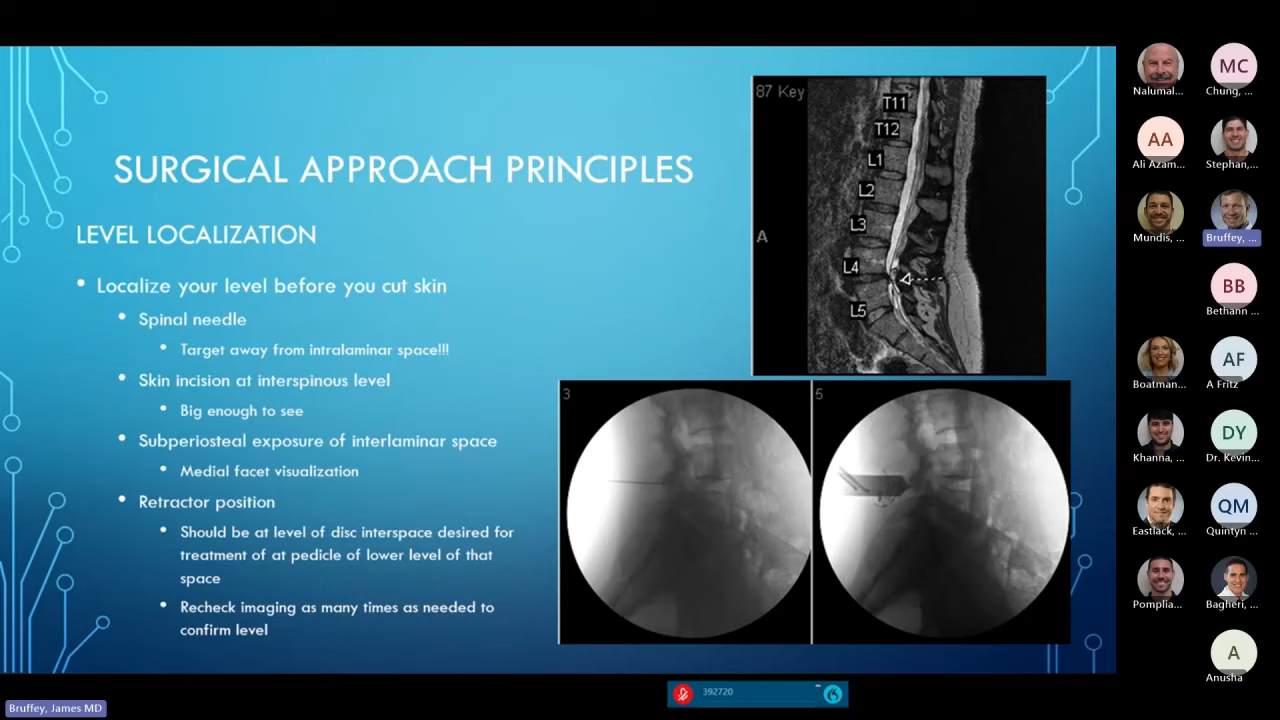 SURGICAL APPROACH PRINCIPLES
LEVEL LOCALIZATION
• Localize your level before you cut skin
• Spinal needle
• Target away from intralaminar space!!!
• Skin incision at interspinous level
• Big enough to see
• Subperiosteal exposure of interlaminar space
• Medial facet visualization
• Retractor position
• Should be at level of disc interspace desired for
treatment of at pedicle of lower level of that
space
• Recheck imaging as many times as needed to
confirm level
87 Key
T11
T12
L1
L2
L3
A
L4
L5
3
5
Nalumal...
MC
Chung, ...
AA
Ali Azam...
Stephan,...
Mundis, ...
Bruffey, ...
BB
Bethann ...
Boatman...
AF
A Fritz
Khanna, ...
DY
Dr. Kevin...
Eastlack, ...
QM
Quintyn ...
Pomplia...
Bagheri, ...
A
Anusha
392720
Bruffey, James MD